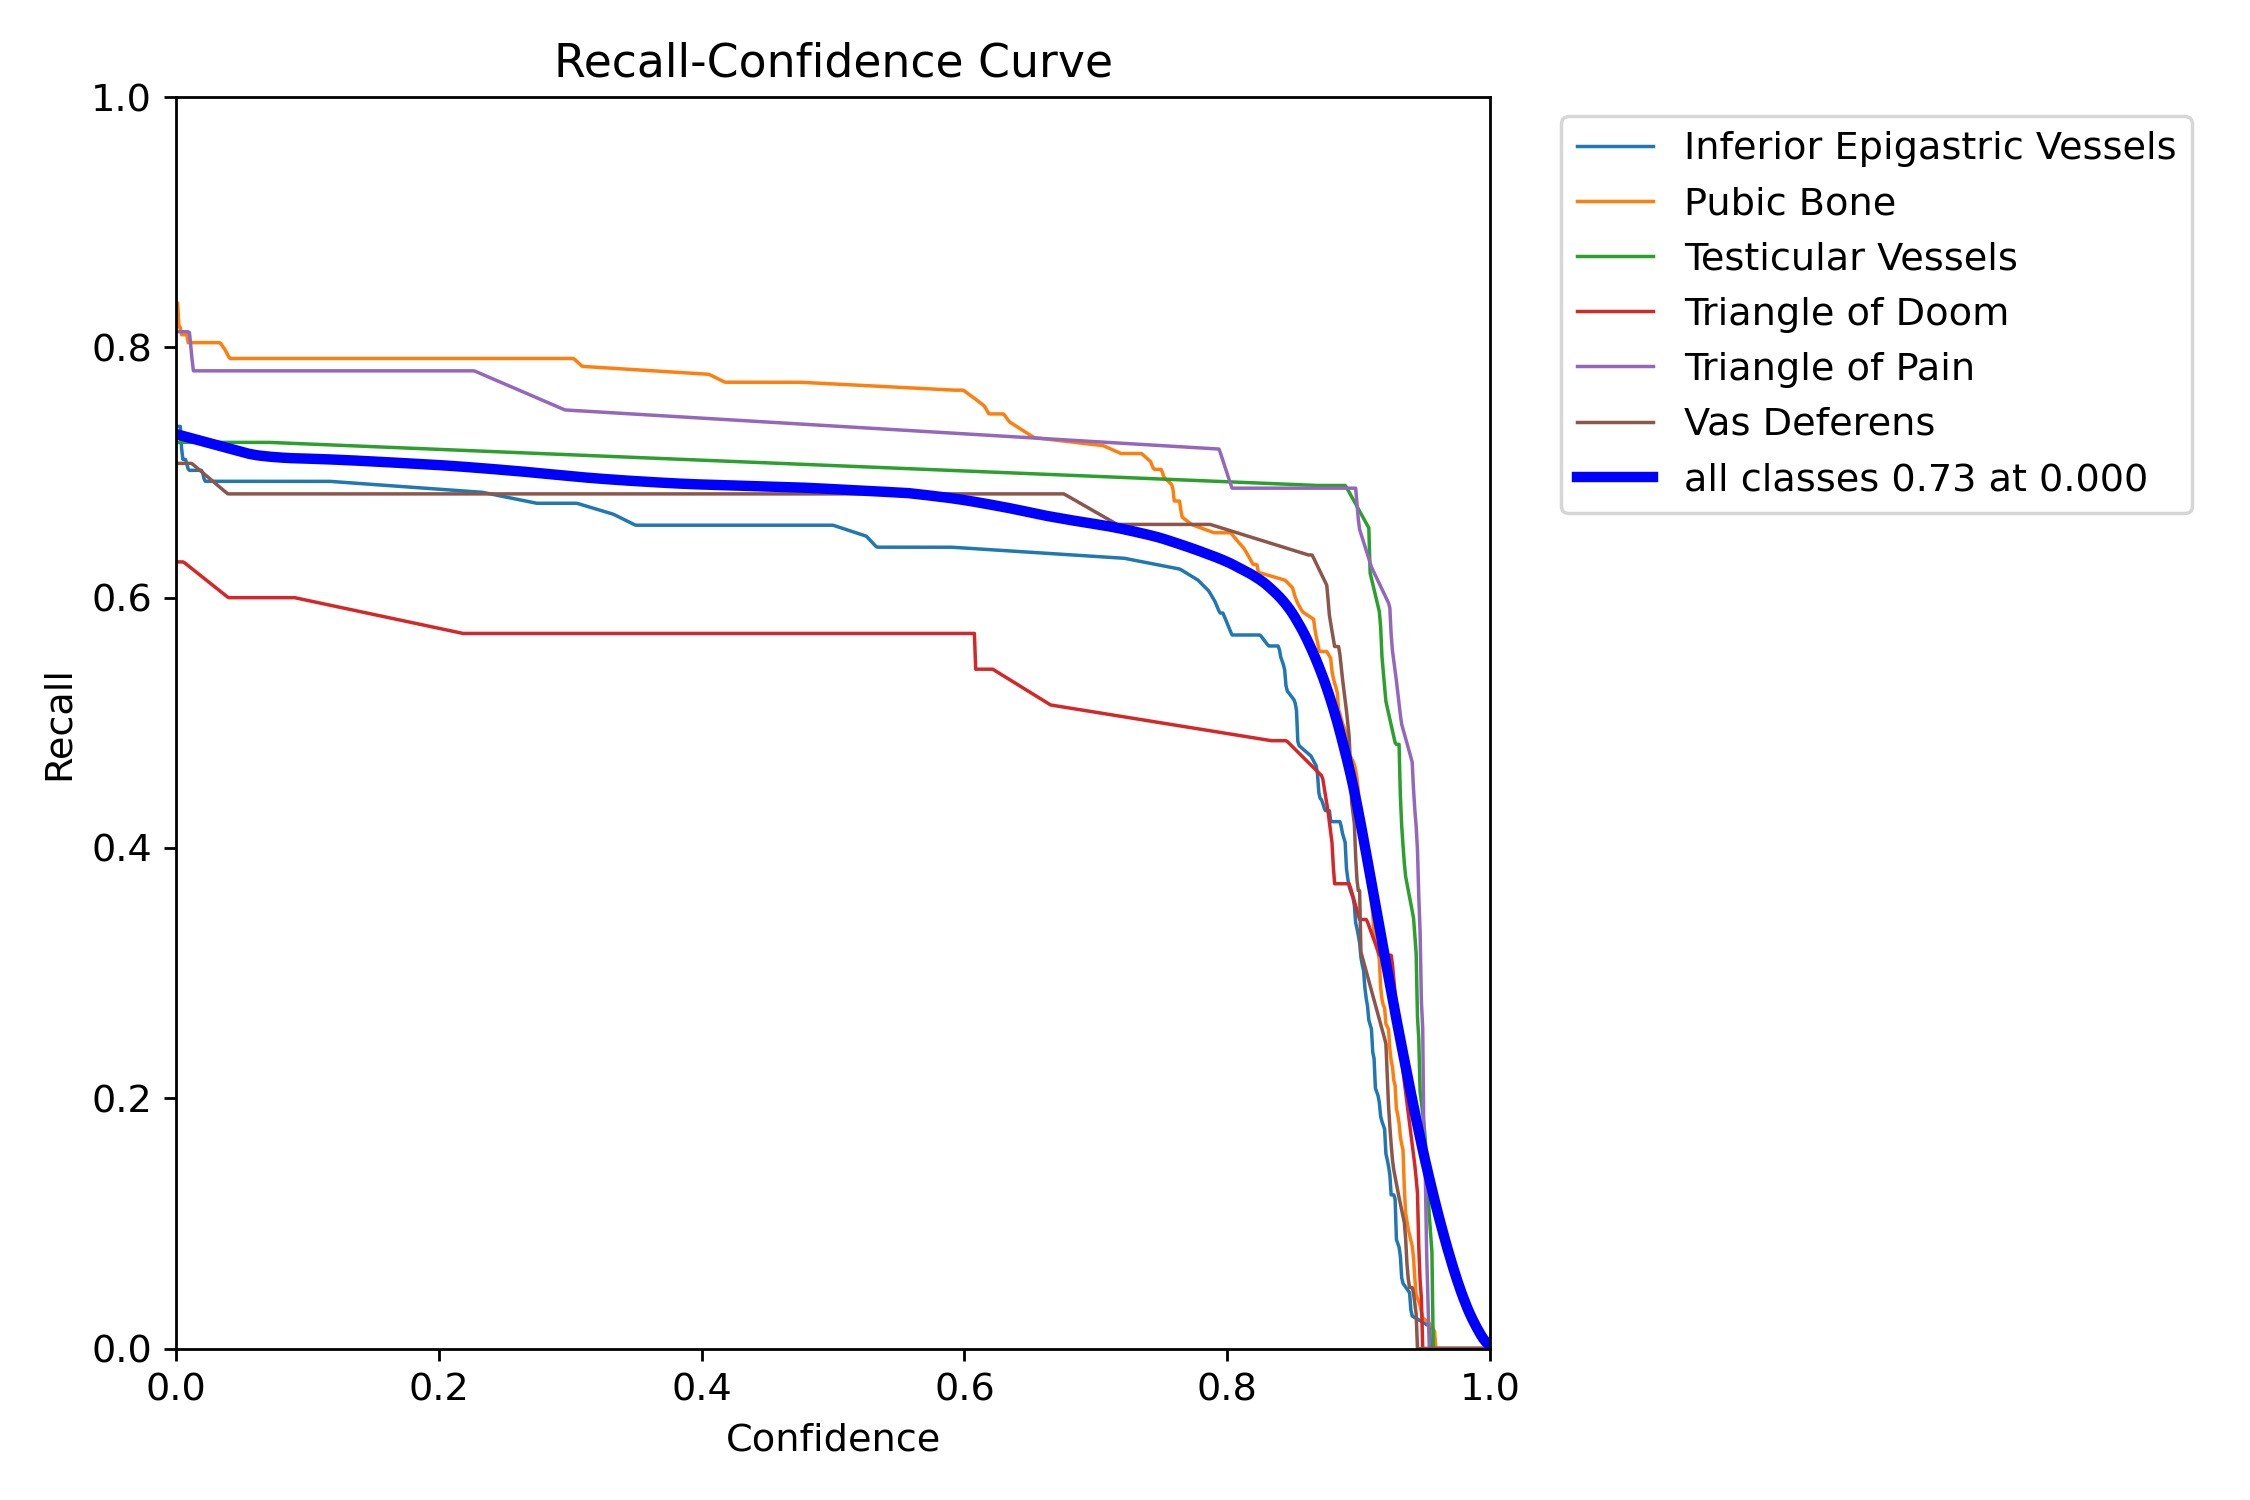 Recall-Confidence Curve
1.0
0.8
0.6
0.4
0.2
0.0
Recall
0.0 0.2 0.4 0.6 0.8 1.0
Confidence
Inferior Epigastric Vessels
Pubic Bone
Testicular Vessels
Triangle of Doom
Triangle of Pain
Vas Deferens
all classes 0.73 at 0.000